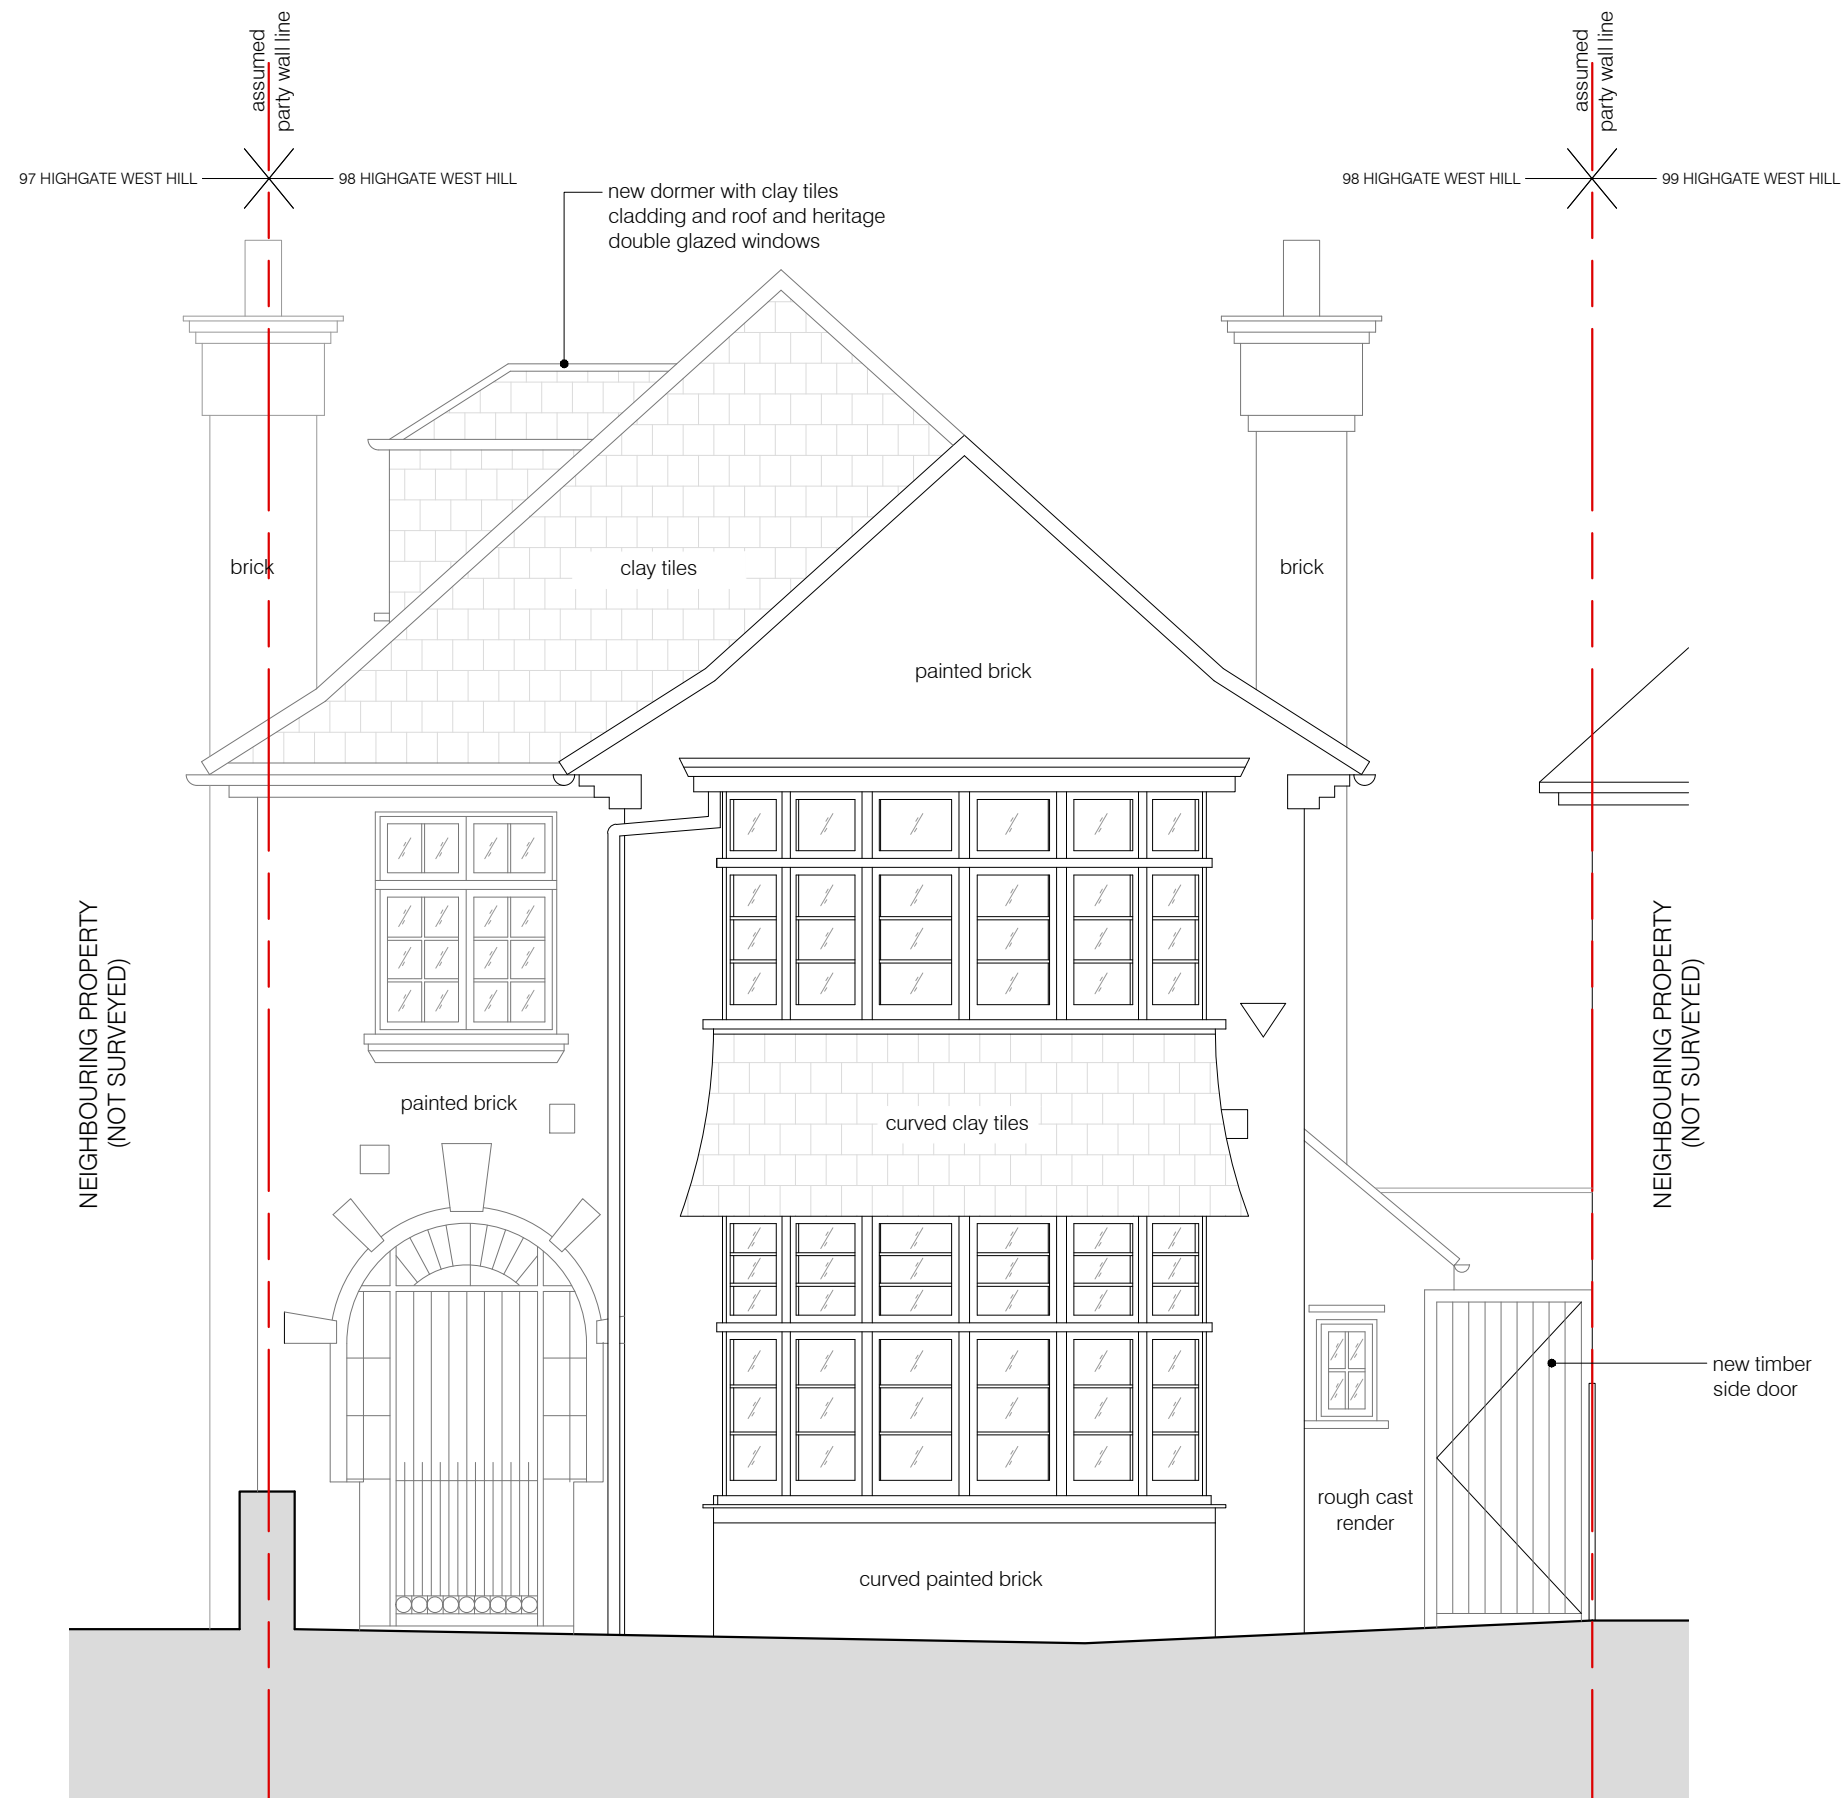 assumed
party wall line
assumed
party wall line
97 HIGHGATE WEST HILL
98 HIGHGATE WEST HILL
98 HIGHGATE WEST HILL
99 HIGHGATE WEST HILL
new dormer with clay tiles
cladding and roof and heritage
double glazed windows
brick
clay tiles
brick
painted brick
NEIGHBOURING PROPERTY
(NOT SURVEYED)
NEIGHBOURING PROPERTY
(NOT SURVEYED)
painted brick
curved clay tiles
new timber
side door
rough cast
render
curved painted brick